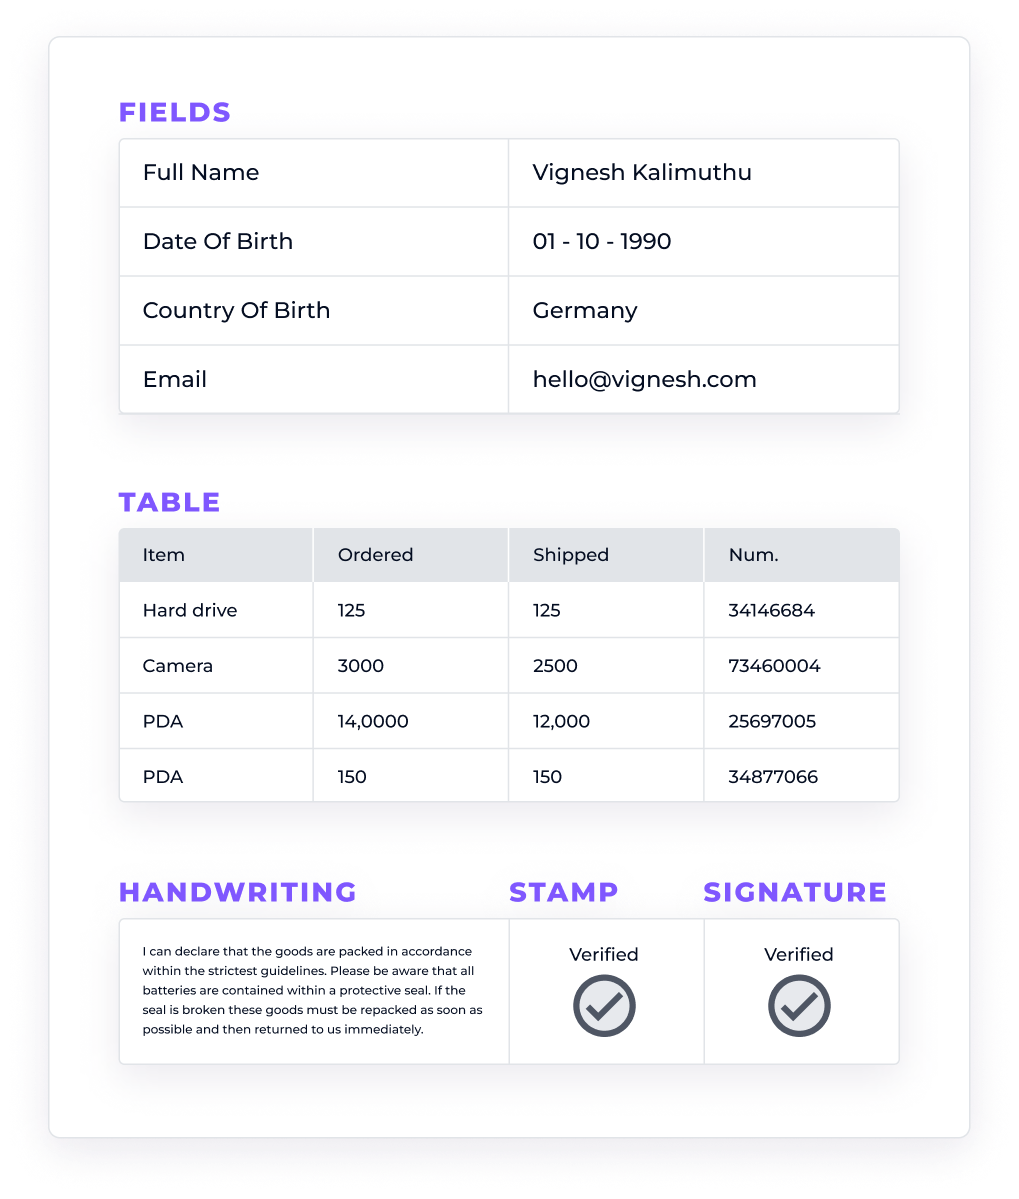 FIELDS
Full Name Vignesh Kalimuthu
Date Of Birth 01 - 10 - 1990
Country Of Birth Germany
Email hello@vignesh.com
TABLE
Item Ordered Shipped Num.
Hard drive 125 125 34146684
Camera 3000 2500 73460004
PDA 14,0000 12,000 25697005
PDA 150 150 34877066
HANDWRITING STAMP SIGNATURE
I can declare that the goods are packed in accordance
within the strictest guidelines. Please be aware that all
batteries are contained within a protective seal. If the
seal is broken these goods must be repacked as soon as
possible and then returned to us immediately.
Verified
Verified